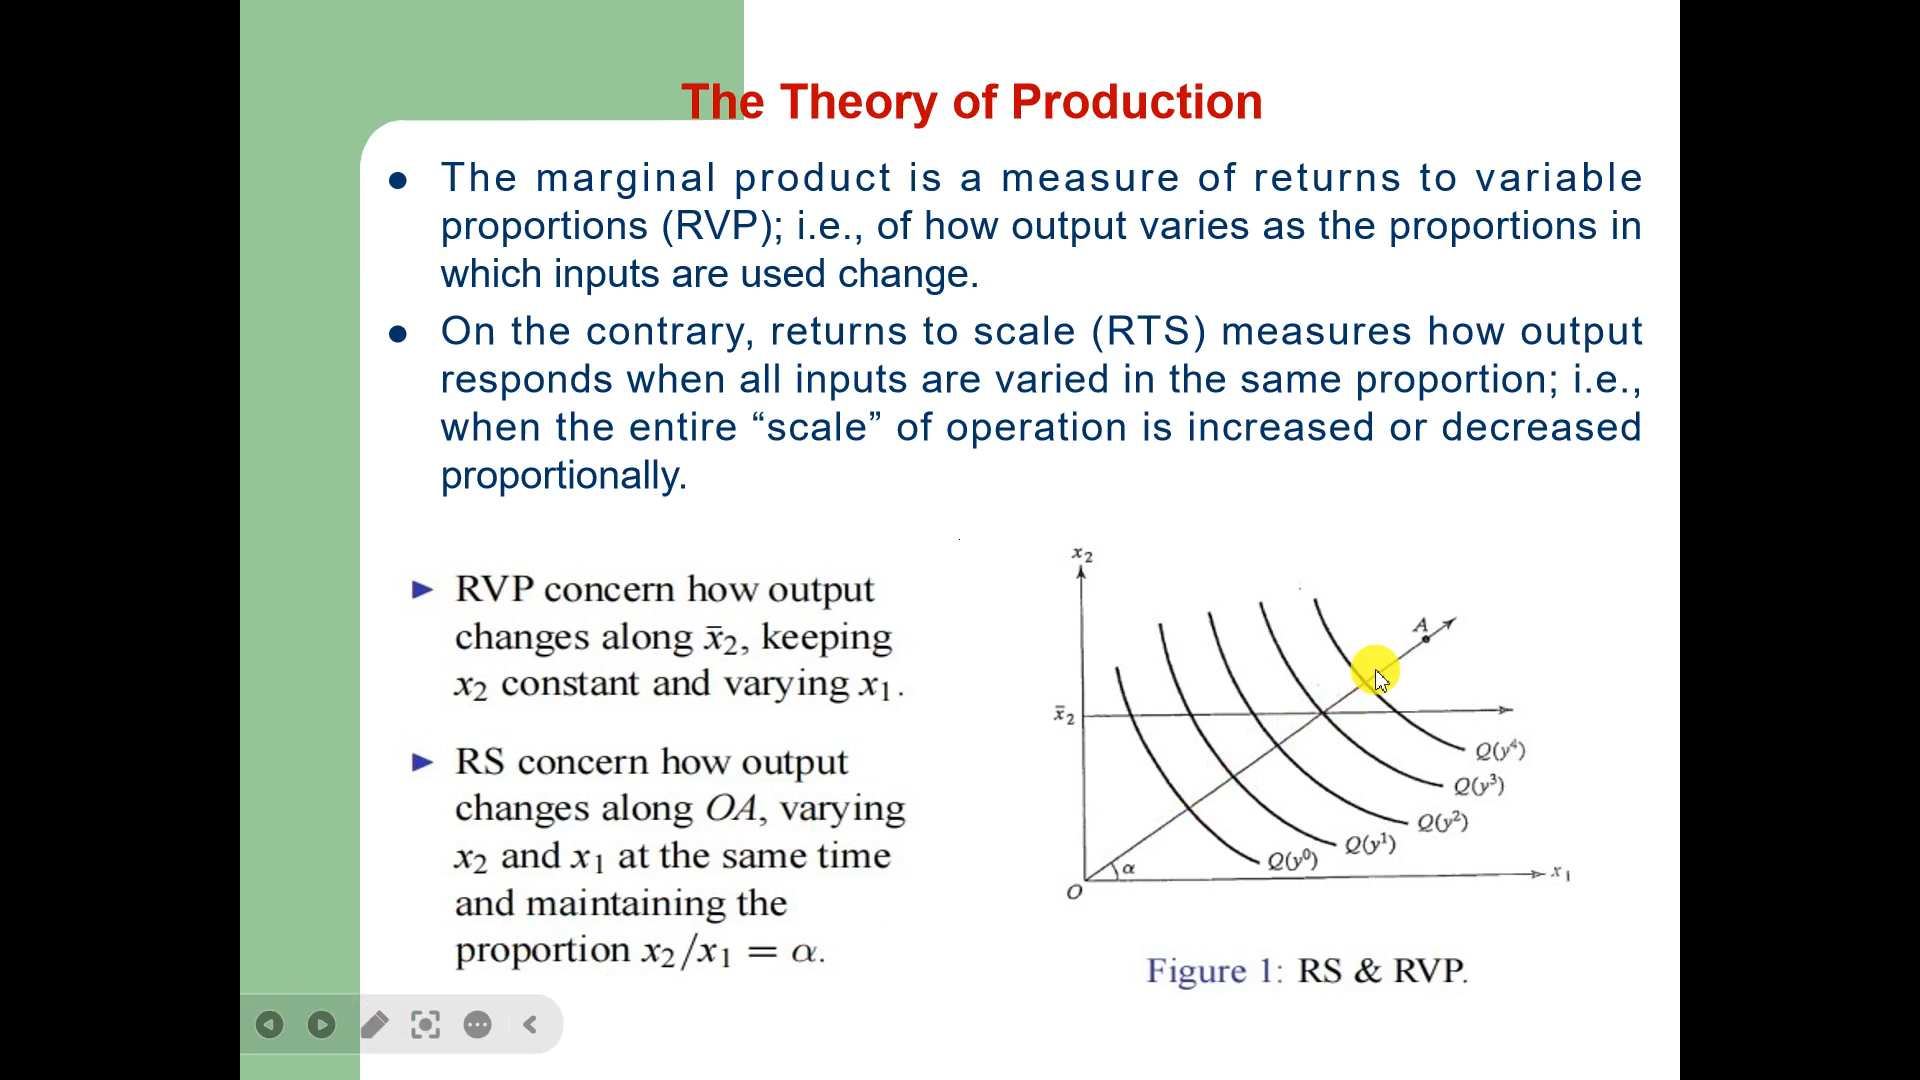 The Theory of Production
● The marginal product is a measure of returns to variable
proportions (RVP); i.e., of how output varies as the proportions in
which inputs are used change.
● On the contrary, returns to scale (RTS) measures how output
responds when all inputs are varied in the same proportion; i.e.,
when the entire “scale” of operation is increased or decreased
proportionally.
▶ RVP concern how output
changes along x̄₂, keeping
x₂ constant and varying x₁.
▶ RS concern how output
changes along OA, varying
x₂ and x₁ at the same time
and maintaining the
proportion x₂/x₁ = α.
x₂
A
x̄₂
Q(y⁴)
Q(y³)
Q(y²)
Q(y¹)
Q(y⁰)
α
x₁
O
Figure 1: RS & RVP.